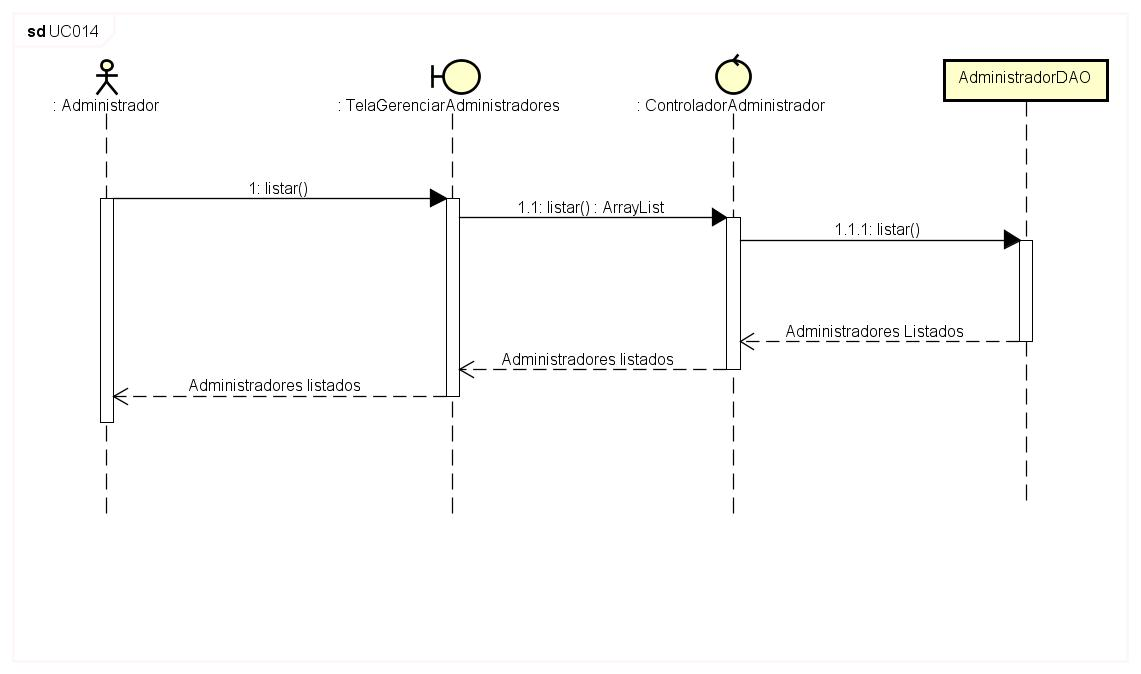 sd UC014
: Administrador
: TelaGerenciarAdministradores
: ControladorAdministrador
AdministradorDAO
1: listar()
1.1: listar() : ArrayList
1.1.1: listar()
Administradores Listados
Administradores listados
Administradores listados